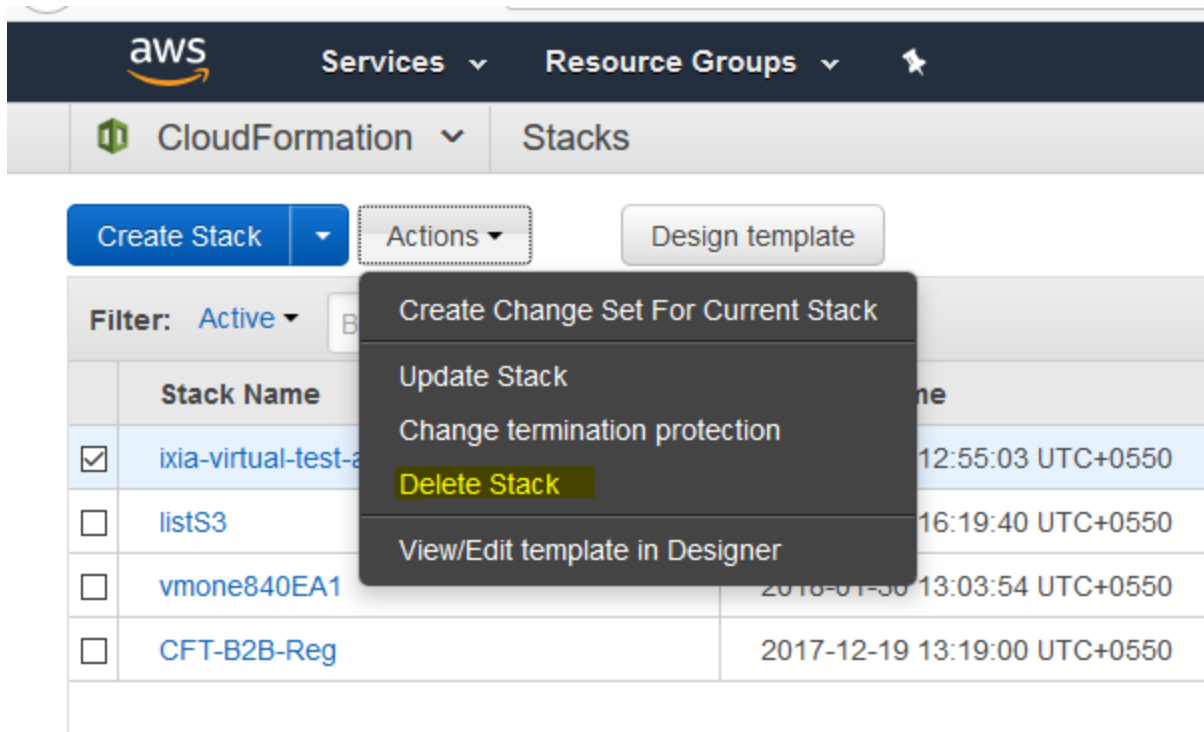 aws Services Resource Groups
CloudFormation Stacks
Create Stack Actions Design template
Filter: Active B
Create Change Set For Current Stack
Stack Name
Update Stack
Change termination protection
ixia-virtual-test- 12:55:03 UTC+0550
Delete Stack
listS3 16:19:40 UTC+0550
View/Edit template in Designer
vmone840EA1 2018-01-30 13:03:54 UTC+0550
CFT-B2B-Reg 2017-12-19 13:19:00 UTC+0550